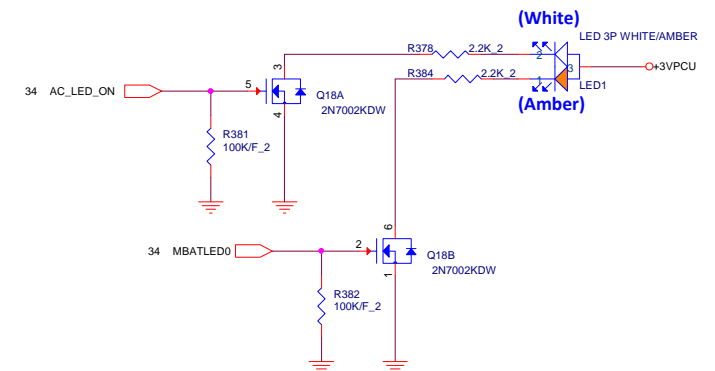 (White)
LED 3P WHITE/AMBER
R378 2.2K_2 2
3 +3VPCU
R384 2.2K_2 1
LED1
(Amber)
3
34 AC_LED_ON 5
Q18A
2N7002KDW
4
R381
100K/F_2
6
34 MBATLED0 2
Q18B
2N7002KDW
1
R382
100K/F_2